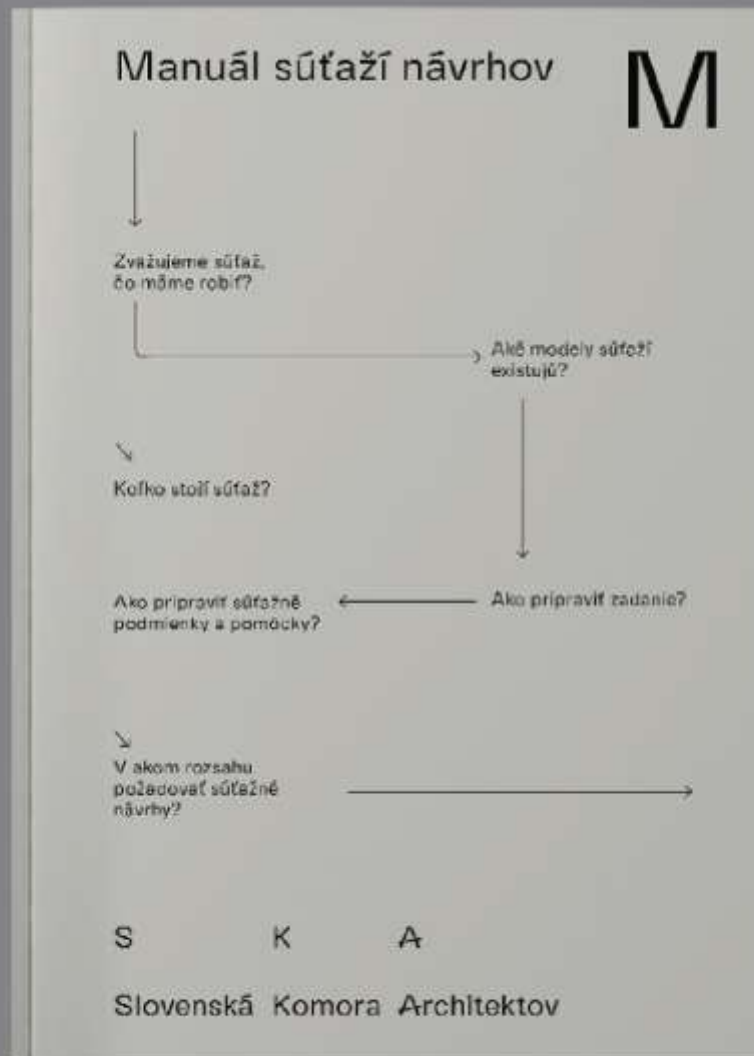 Manuál súťaží návrhov
M
Zvažujeme súťaž,
čo máme robiť?
Aké modely súťaží
existujú?
Koľko stojí súťaž?
Ako pripraviť zadanie?
Ako pripraviť súťažné
podmienky a pomôcky?
V akom rozsahu
požadovať súťažné
návrhy?
S K A
Slovenská Komora Architektov